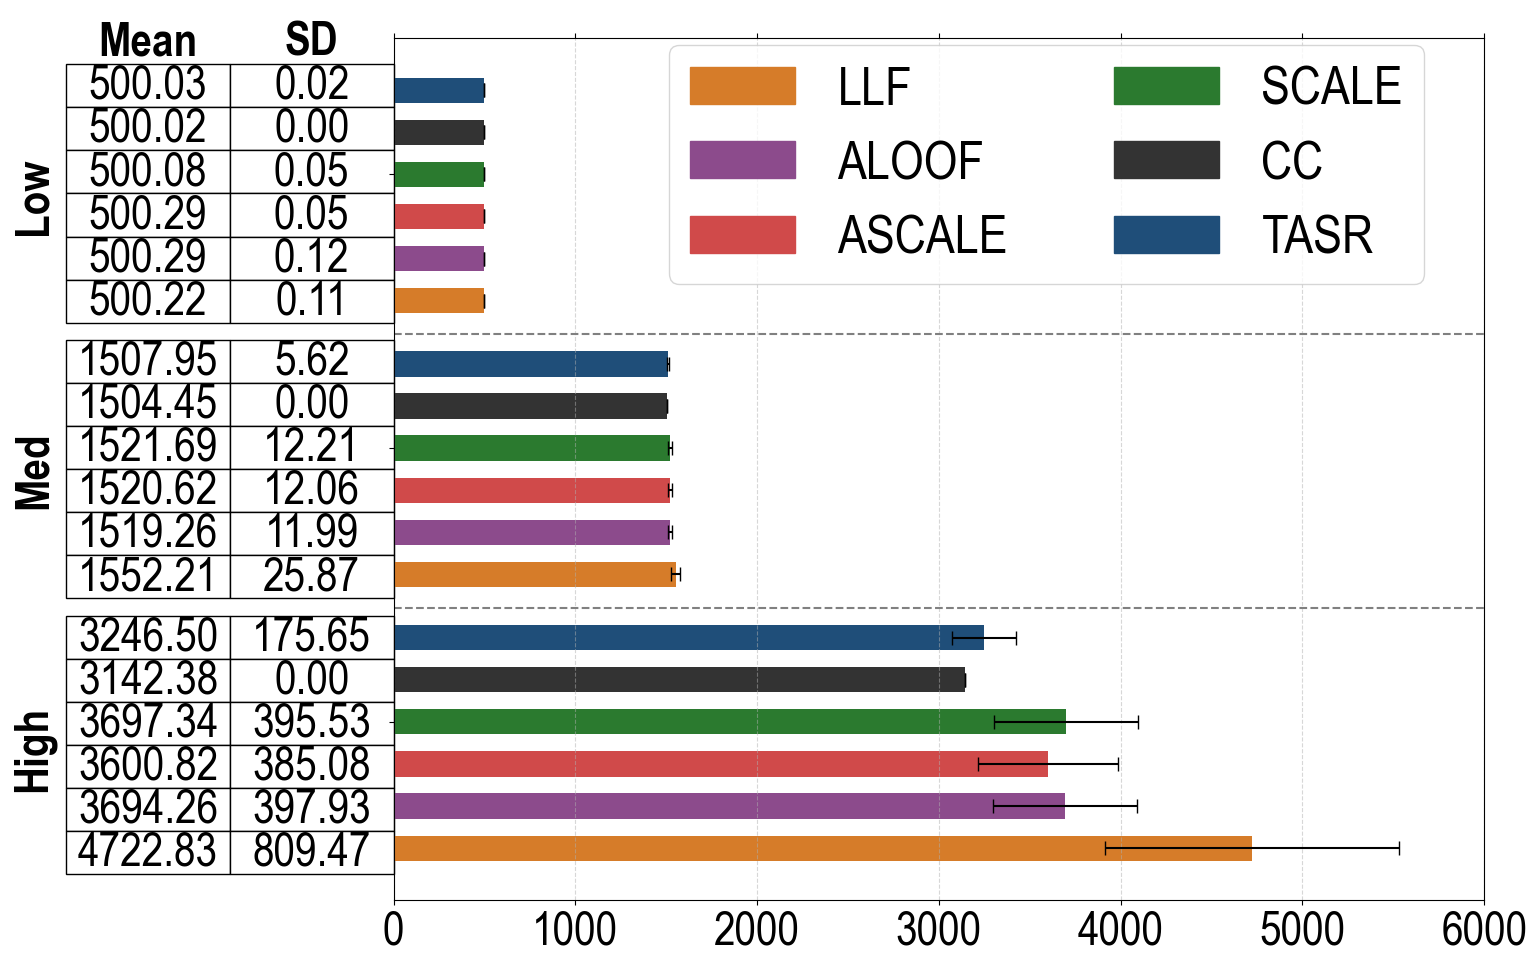 Mean SD
500.03 0.02
500.02 0.00
500.08 0.05
500.29 0.05
500.29 0.12
500.22 0.11
Low
1507.95 5.62
1504.45 0.00
1521.69 12.21
1520.62 12.06
1519.26 11.99
1552.21 25.87
Med
3246.50 175.65
3142.38 0.00
3697.34 395.53
3600.82 385.08
3694.26 397.93
4722.83 809.47
High
LLF
ALOOF
ASCALE
SCALE
CC
TASR
0 1000 2000 3000 4000 5000 6000